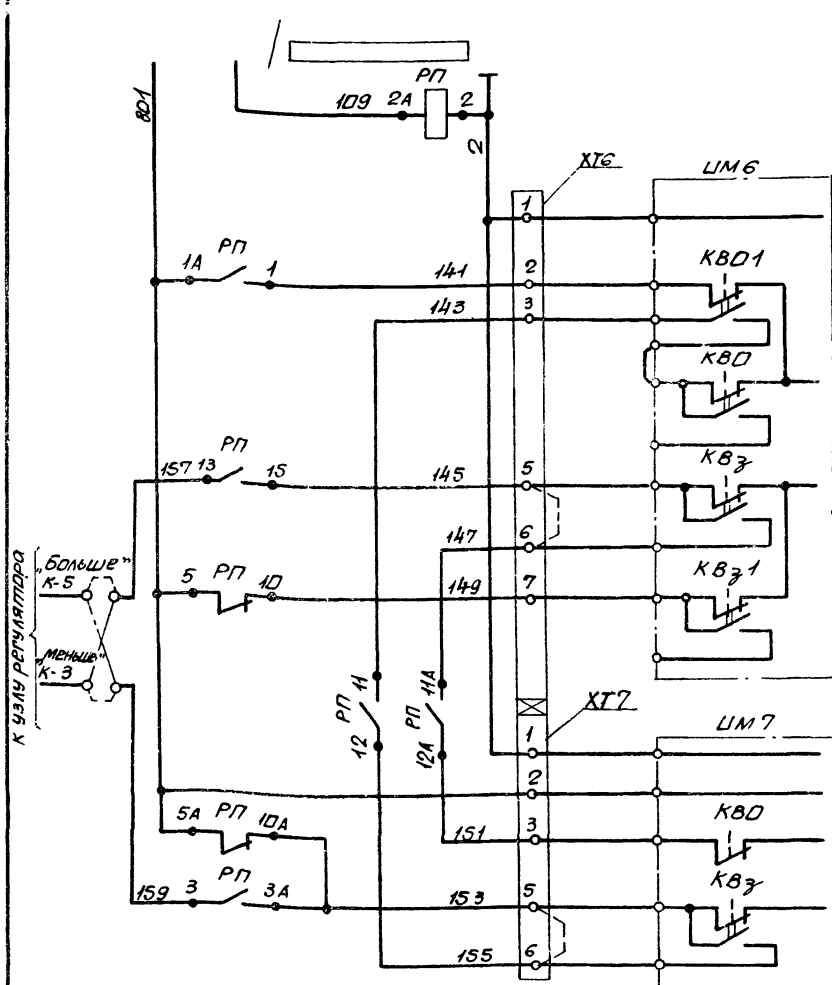 РП
801
109
2А
2
2
ХТ6
ИМ6
1
1А
РП
1
141
2
КВО1
143
3
КВО
157
13
РП
15
145
5
КВз
147
6
К УЗЛУ РЕГУЛЯТОРА
„БОЛЬШЕ”
К-5
5
РП
10
149
7
КВз1
„МЕНЬШЕ”
К-3
11
РП
12
11А
РП
12А
ХТ7
ИМ7
1
2
5А
РП
10А
151
3
КВО
159
3
РП
3А
153
5
КВз
155
6